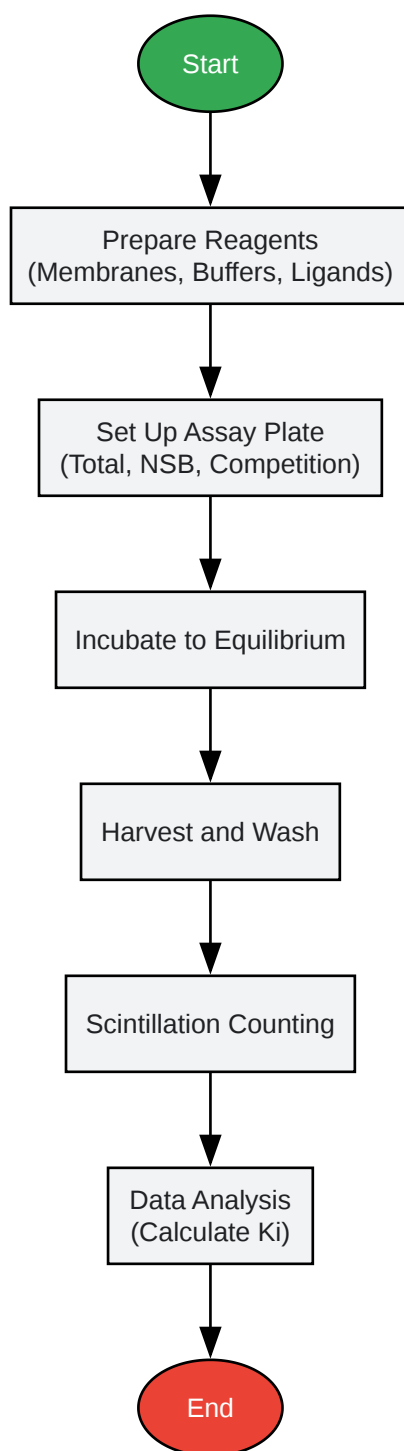 Start
Prepare Reagents
(Membranes, Buffers, Ligands)
Set Up Assay Plate
(Total, NSB, Competition)
Incubate to Equilibrium
Harvest and Wash
Scintillation Counting
Data Analysis
(Calculate Ki)
End